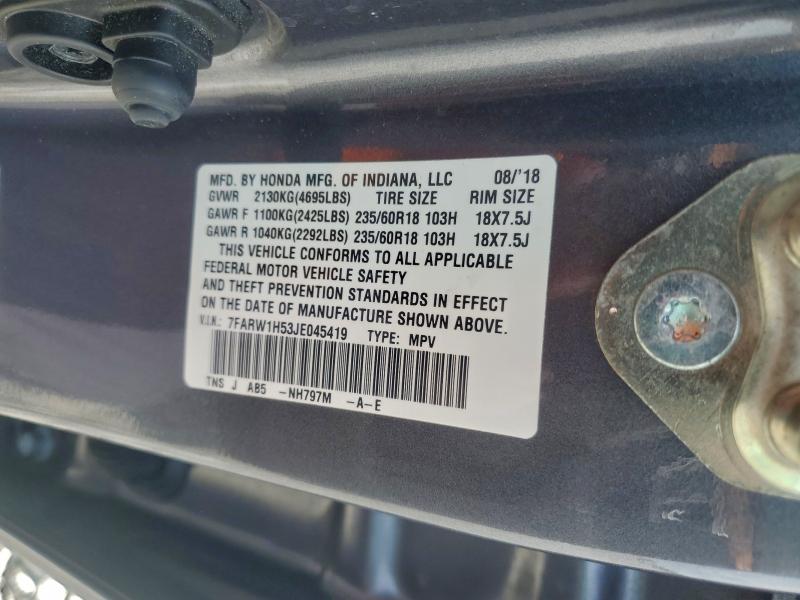 MFD. BY HONDA MFG. OF INDIANA, LLC 08/'18
GVWR 2130KG(4695LBS) TIRE SIZE RIM SIZE
GAWR F 1100KG(2425LBS) 235/60R18 103H 18X7.5J
GAWR R 1040KG(2292LBS) 235/60R18 103H 18X7.5J
THIS VEHICLE CONFORMS TO ALL APPLICABLE
FEDERAL MOTOR VEHICLE SAFETY
AND THEFT PREVENTION STANDARDS IN EFFECT
ON THE DATE OF MANUFACTURE SHOWN ABOVE.
V.I.N.: 7FARW1H53JE045419 TYPE: MPV
TNS J AB5 -NH797M -A-E